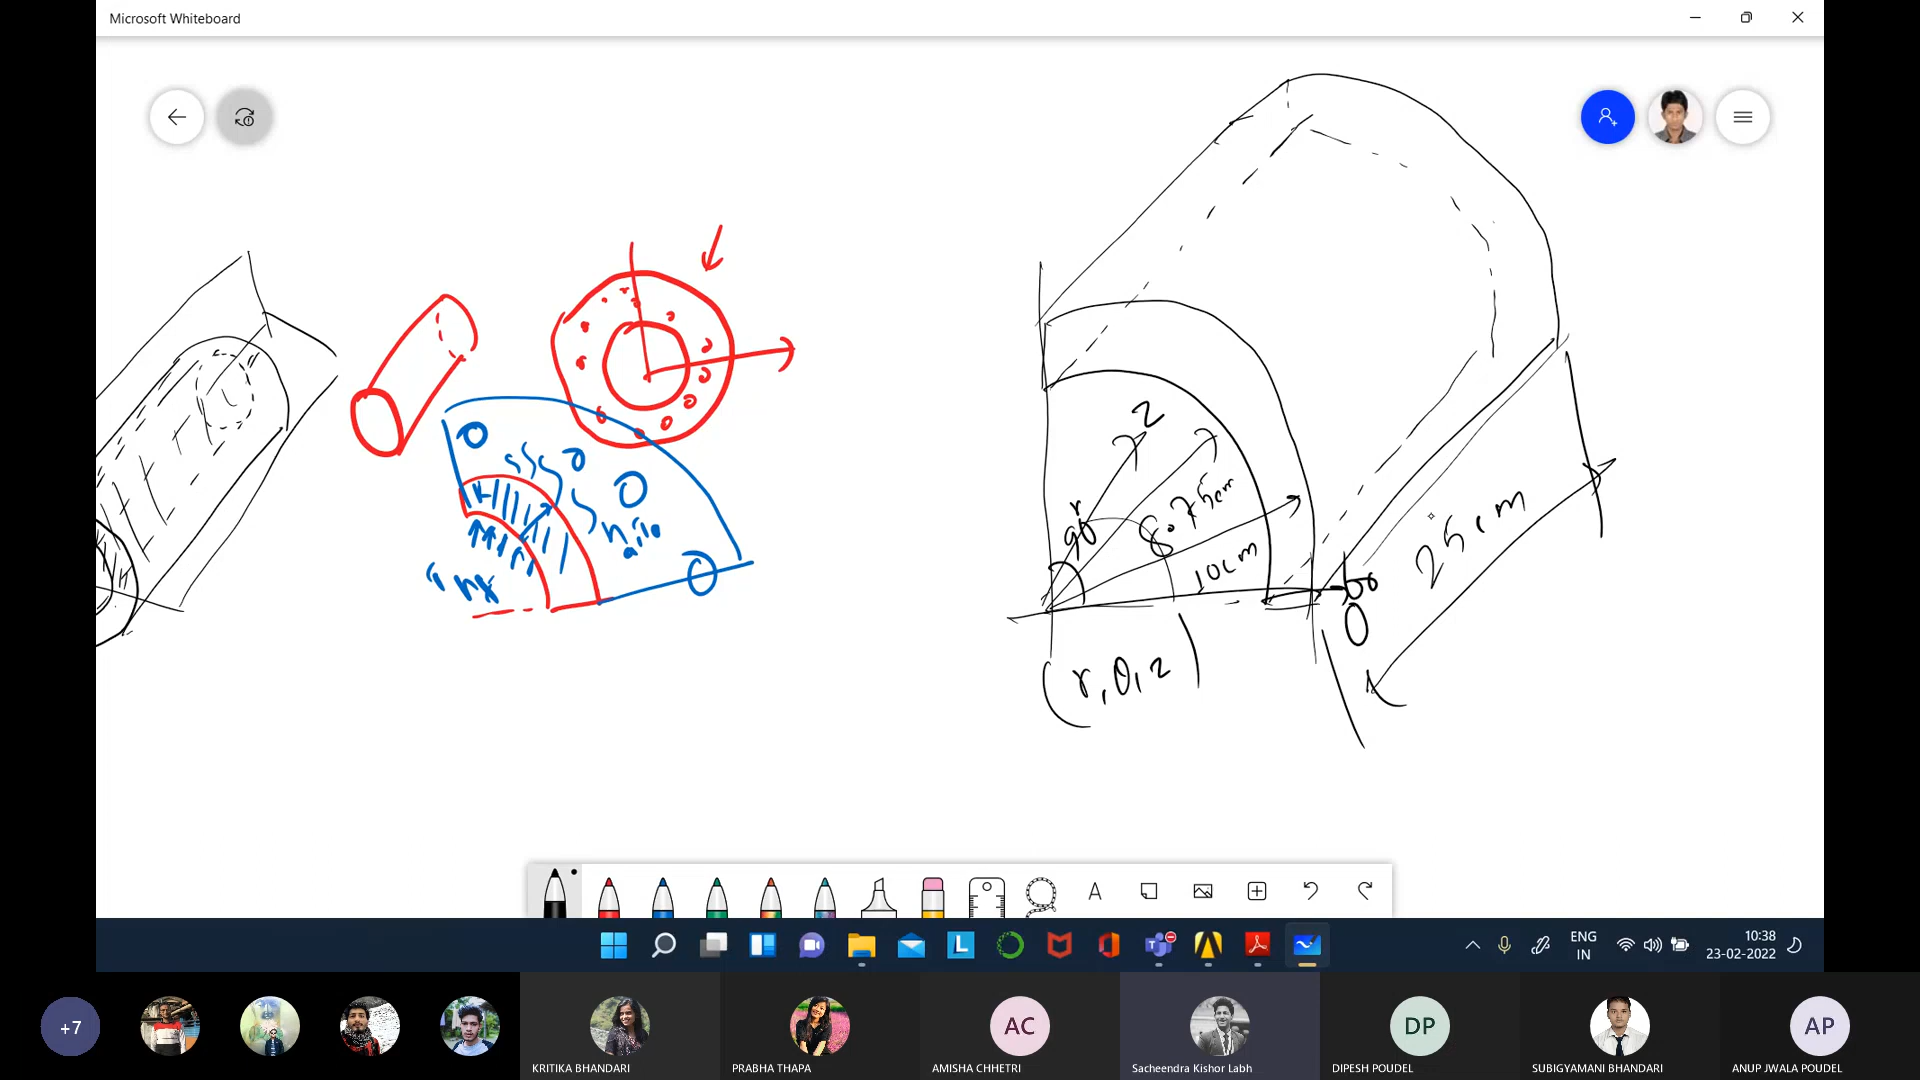 Microsoft Whiteboard
z
r
90
8.75cm
10cm
25cm
θ
(r, θ, z)
A
L
ENG
IN
10:38
23-02-2022
+7
AC
DP
AP
KRITIKA BHANDARI
PRABHA THAPA
AMISHA CHHETRI
Sacheendra Kishor Labh
DIPESH POUDEL
SUBIGYAMANI BHANDARI
ANUP JWALA POUDEL